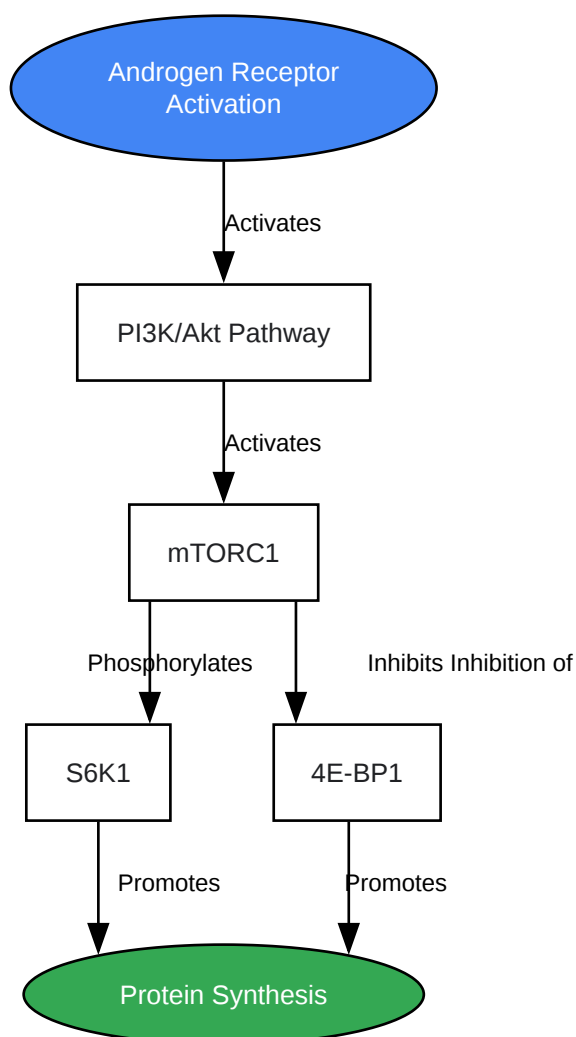 Androgen Receptor
Activation
Activates
PI3K/Akt Pathway
Activates
mTORC1
Phosphorylates
Inhibits Inhibition of
S6K1
4E-BP1
Promotes
Promotes
Protein Synthesis